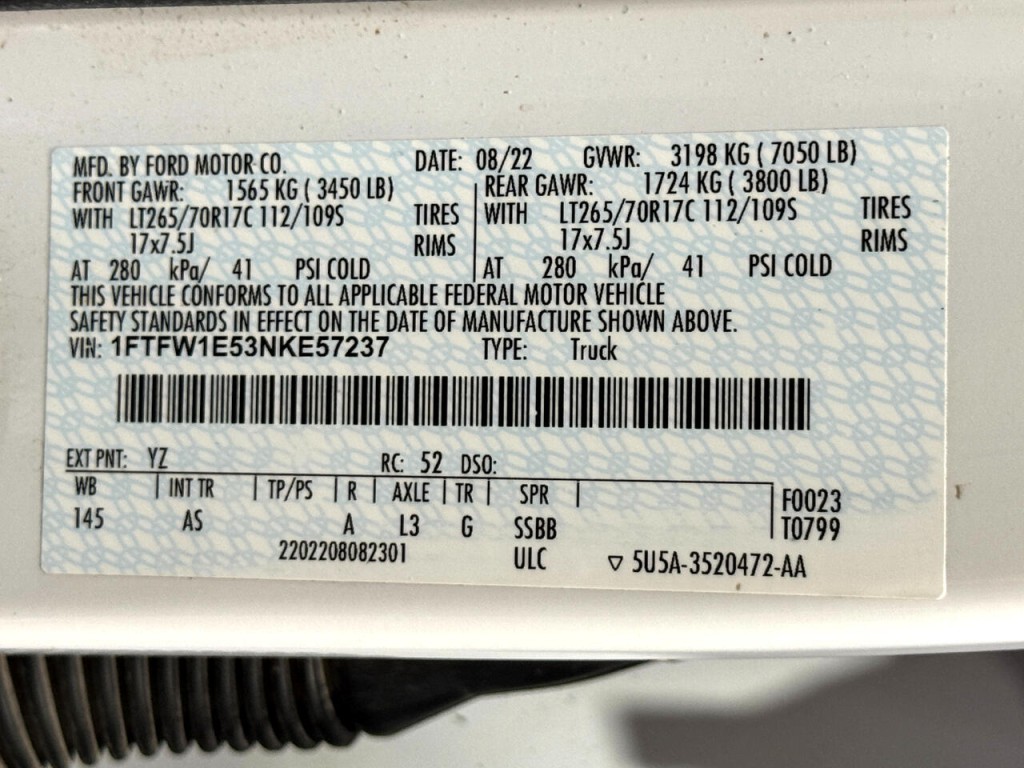 MFD. BY FORD MOTOR CO. DATE: 08/22 GVWR: 3198 KG ( 7050 LB)
FRONT GAWR: 1565 KG ( 3450 LB) REAR GAWR: 1724 KG ( 3800 LB)
WITH LT265/70R17C 112/109S TIRES WITH LT265/70R17C 112/109S TIRES
17x7.5J RIMS 17x7.5J RIMS
AT 280 kPa/ 41 PSI COLD AT 280 kPa/ 41 PSI COLD
THIS VEHICLE CONFORMS TO ALL APPLICABLE FEDERAL MOTOR VEHICLE
SAFETY STANDARDS IN EFFECT ON THE DATE OF MANUFACTURE SHOWN ABOVE.
VIN: 1FTFW1E53NKE57237 TYPE: Truck
EXT PNT: YZ RC: 52 DSO:
WB INT TR TP/PS R AXLE TR SPR F0023
145 AS A L3 G SSBB T0799
2202208082301 ULC ▽ 5U5A-3520472-AA